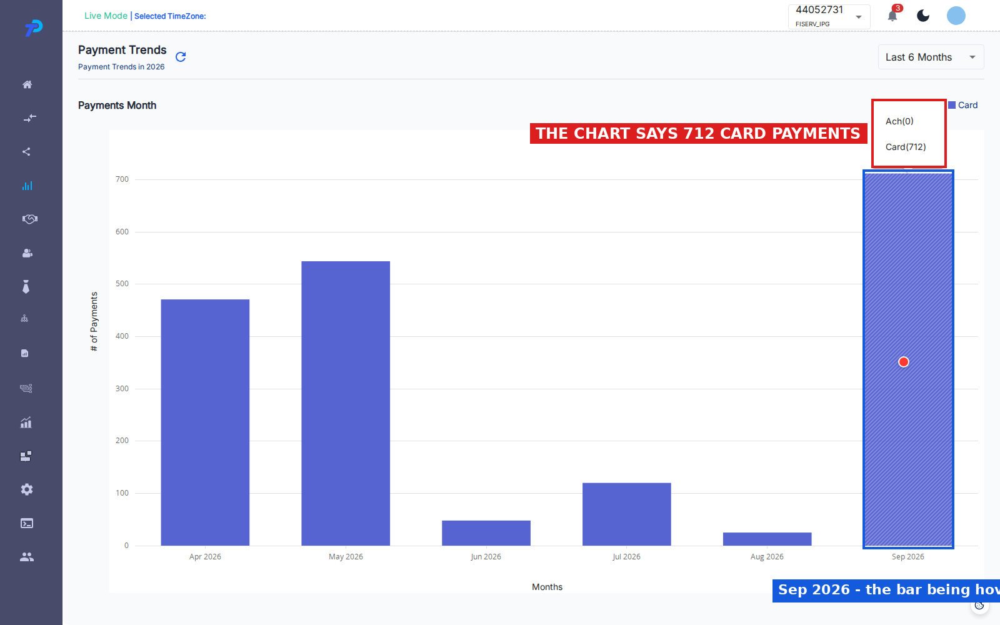 Live Mode | Selected TimeZone:
44052731
FISERV_IPG
3
Payment Trends
Payment Trends in 2026
Last 6 Months
Payments Month
Card
Ach(0)
THE CHART SAYS 712 CARD PAYMENTS
Card(712)
700
600
500
400
300
200
100
0
# of Payments
Apr 2026
May 2026
Jun 2026
Jul 2026
Aug 2026
Sep 2026
Months
Sep 2026 - the bar being hov